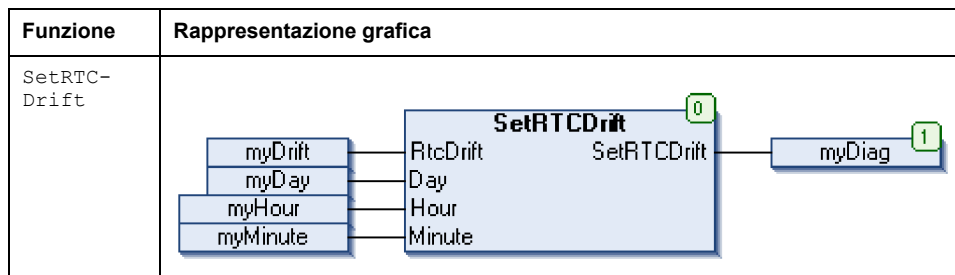 Funzione Rappresentazione grafica
SetRTC-
Drift
0
SetRTCDrift
1
myDrift RtcDrift SetRTCDrift myDiag
myDay Day
myHour Hour
myMinute Minute